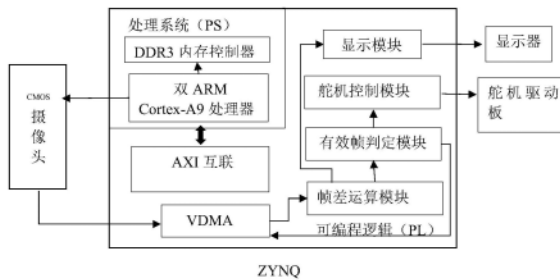 处理系统（PS）
DDR3 内存控制器
双 ARM
Cortex-A9 处理器
AXI 互联
VDMA
CMOS
摄
像
头
显示模块
舵机控制模块
有效帧判定模块
帧差运算模块
可编程逻辑（PL）
显示器
舵机驱动
板
ZYNQ